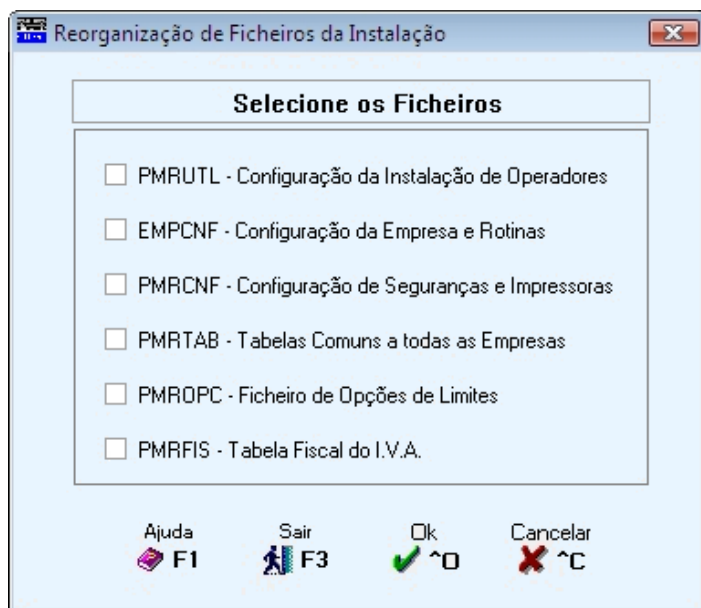 Reorganização de Ficheiros da Instalação
Selecione os Ficheiros
PMRUTL - Configuração da Instalação de Operadores
EMPCNF - Configuração da Empresa e Rotinas
PMRCNF - Configuração de Seguranças e Impressoras
PMRTAB - Tabelas Comuns a todas as Empresas
PMROPC - Ficheiro de Opções de Limites
PMRFIS - Tabela Fiscal do I.V.A.
Ajuda Sair Ok Cancelar
F1 F3 ^O ^C